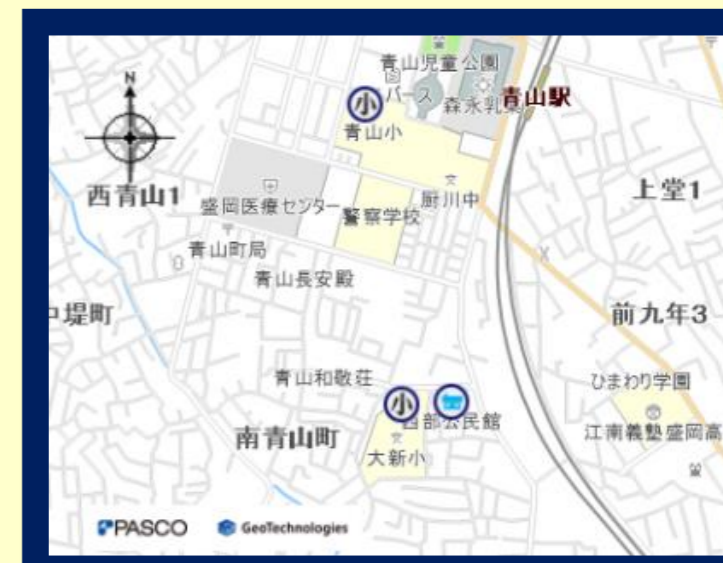 N
青山児童公園
小
バース
森永乳業
青山駅
青山小
西青山1
盛岡医療センター
警察学校
厨川中
上堂1
青山町局
青山長安殿
中堤町
前九年3
青山和敬荘
ひまわり学園
小
西部公民館
江南義塾盛岡高
南青山町
大新小
PASCO
GeoTechnologies